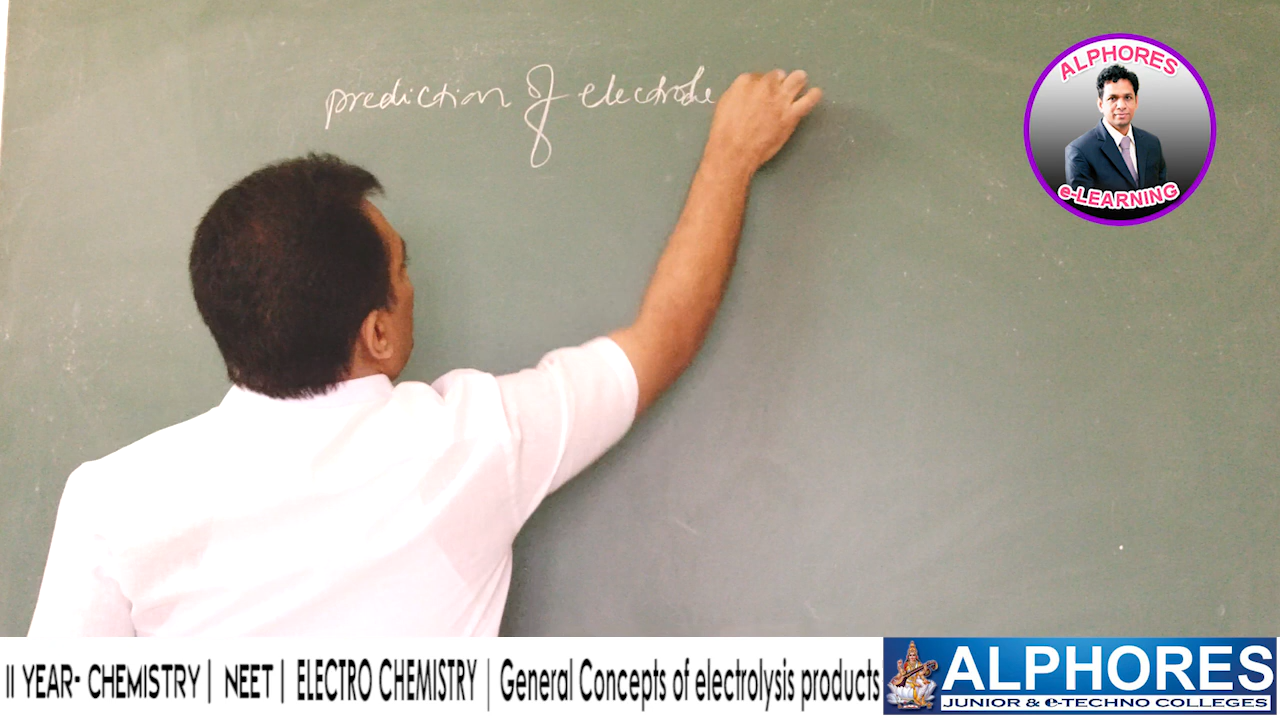 prediction of electrode
ALPHORES
e-LEARNING
II YEAR- CHEMISTRY | NEET | ELECTRO CHEMISTRY | General Concepts of electrolysis products
ALPHORES
JUNIOR & e-TECHNO COLLEGES